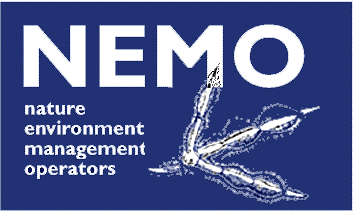 NEMO
nature
environment
management
operators